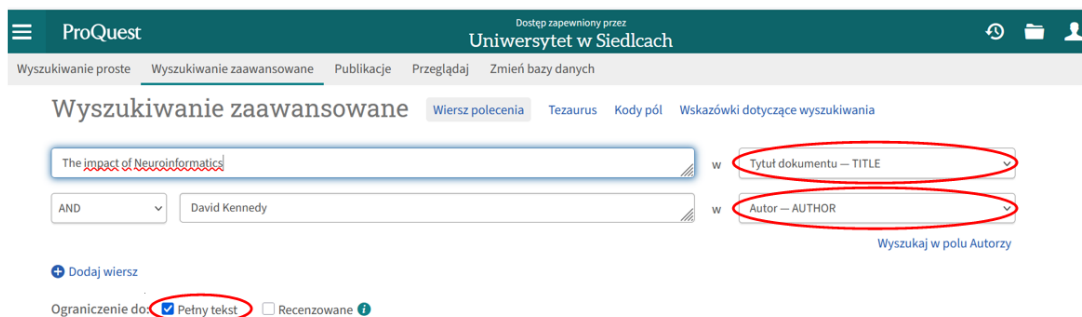 ProQuest
Dostęp zapewniony przez
Uniwersytet w Siedlcach
Wyszukiwanie proste Wyszukiwanie zaawansowane Publikacje Przeglądaj Zmień bazy danych
Wyszukiwanie zaawansowane Wiersz polecenia Tezaurus Kody pól Wskazówki dotyczące wyszukiwania
The impact of Neuroinformatics w Tytuł dokumentu — TITLE
AND David Kennedy w Autor — AUTHOR
Wyszukaj w polu Autorzy
Dodaj wiersz
Ograniczenie do: Pełny tekst Recenzowane